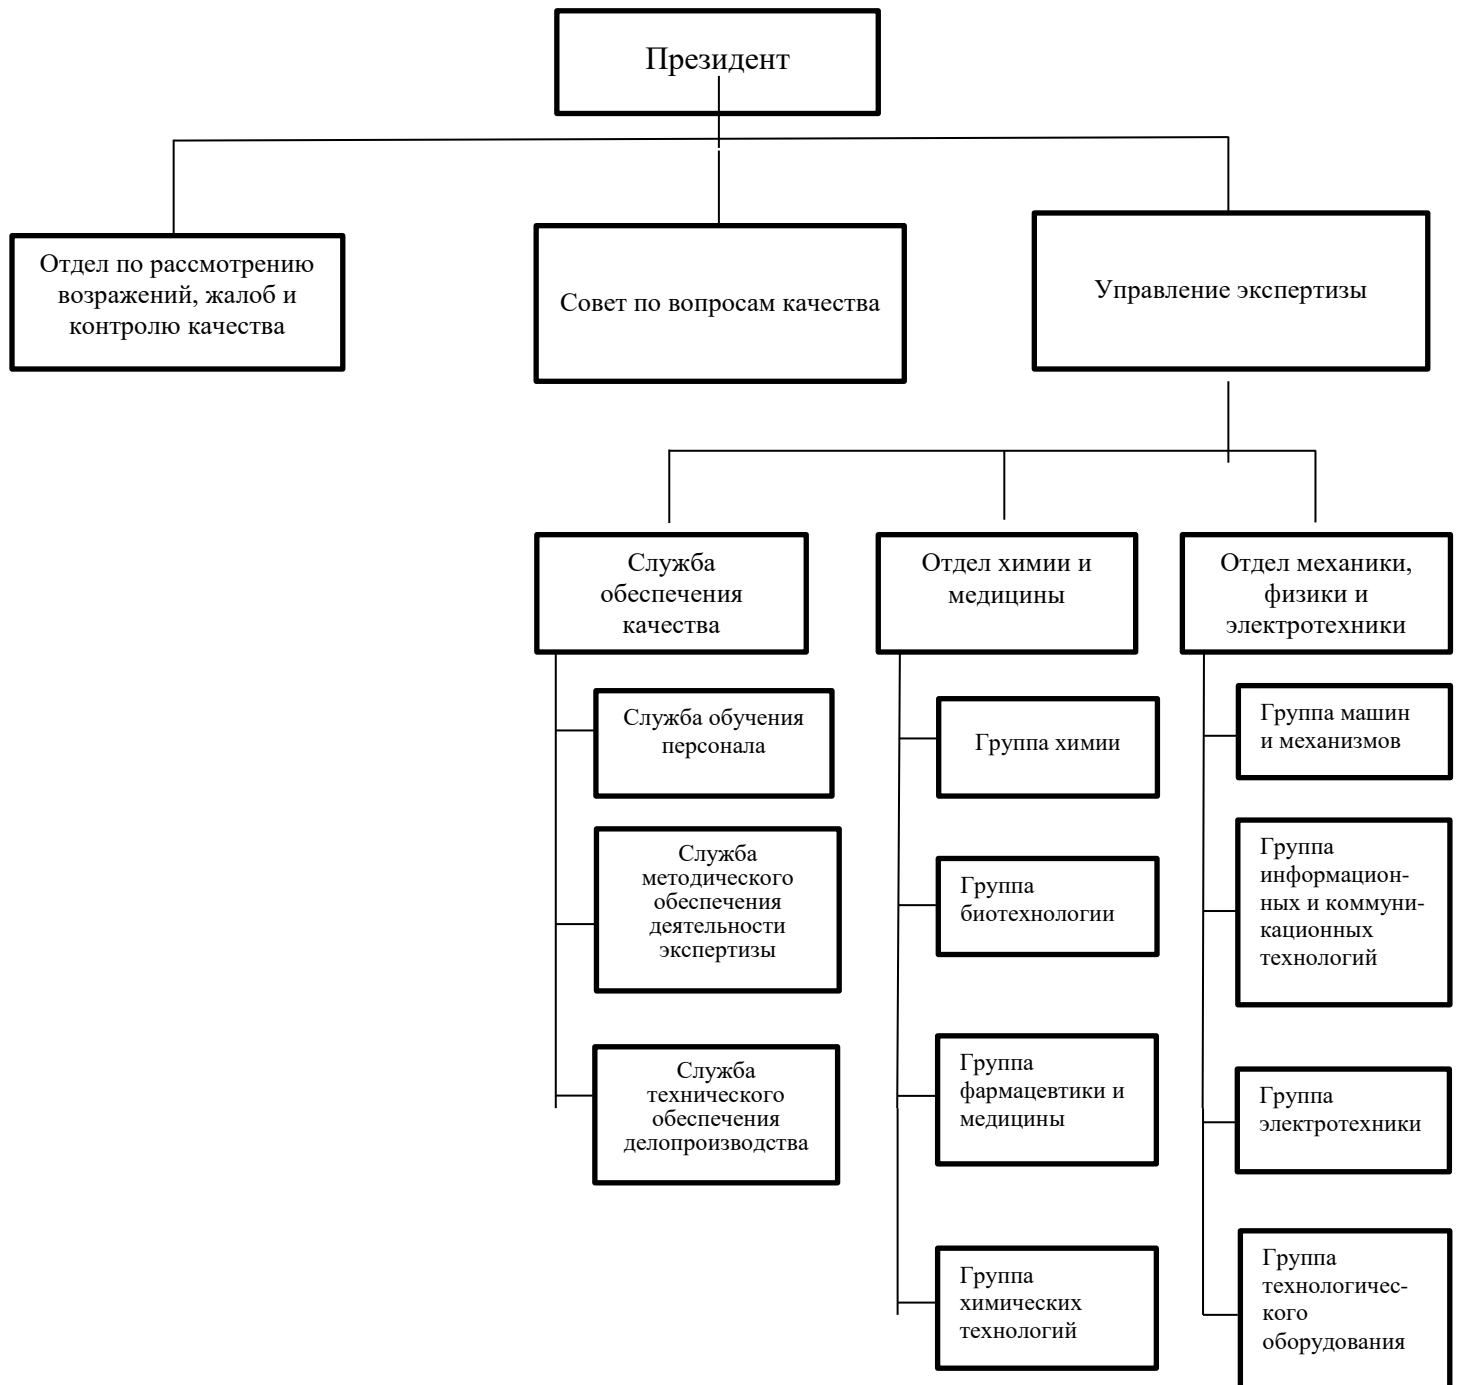 Президент
Отдел по рассмотрению
возражений, жалоб и
контролю качества
Совет по вопросам качества
Управление экспертизы
Служба
обеспечения
качества
Отдел химии и
медицины
Отдел механики,
физики и
электротехники
Служба обучения
персонала
Служба
методического
обеспечения
деятельности
экспертизы
Служба
технического
обеспечения
делопроизводства
Группа химии
Группа
биотехнологии
Группа
фармацевтики и
медицины
Группа
химических
технологий
Группа машин
и механизмов
Группа
информацион-
ных и коммуни-
кационных
технологий
Группа
электротехники
Группа
технологичес-
кого
оборудования